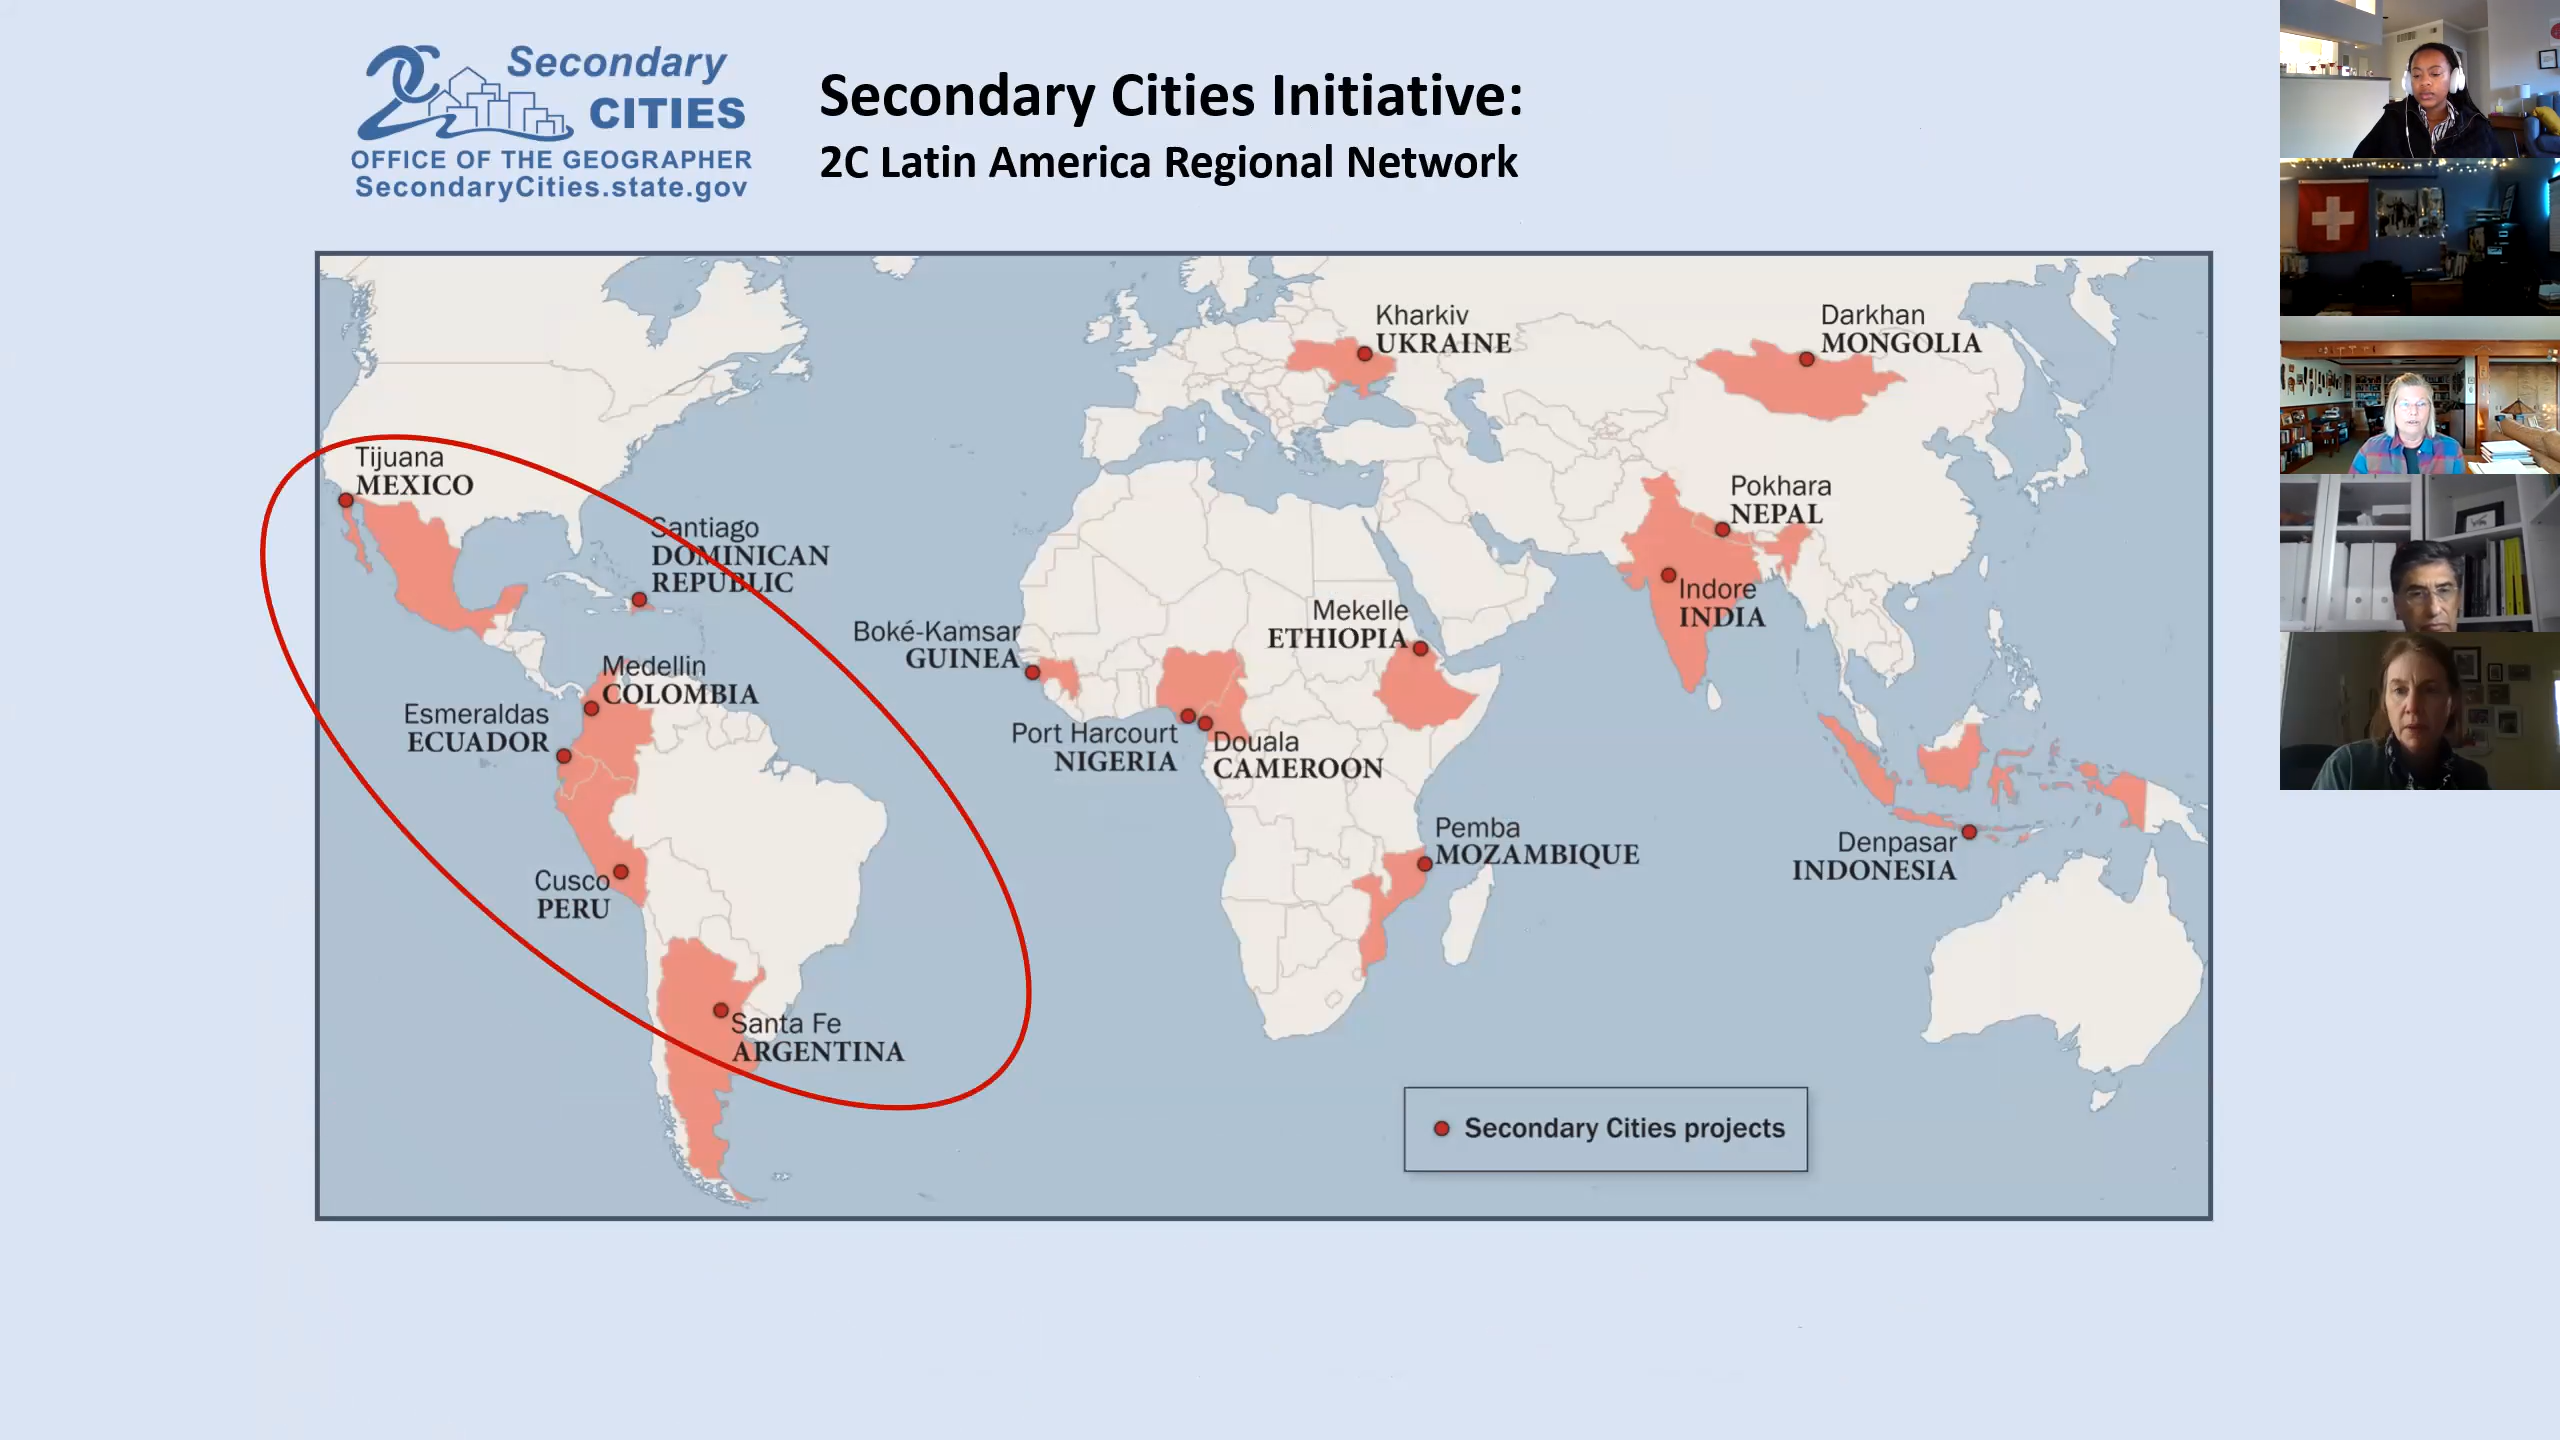 Secondary
CITIES
OFFICE OF THE GEOGRAPHER
SecondaryCities.state.gov
Secondary Cities Initiative:
2C Latin America Regional Network
Kharkiv
UKRAINE
Darkhan
MONGOLIA
Tijuana
MEXICO
Santiago
DOMINICAN
REPUBLIC
Pokhara
NEPAL
Indore
INDIA
Mekelle
ETHIOPIA
Boké-Kamsar
GUINEA
Medellin
COLOMBIA
Esmeraldas
ECUADOR
Port Harcourt
NIGERIA
Douala
CAMEROON
Pemba
MOZAMBIQUE
Denpasar
INDONESIA
Cusco
PERU
Santa Fe
ARGENTINA
Secondary Cities projects